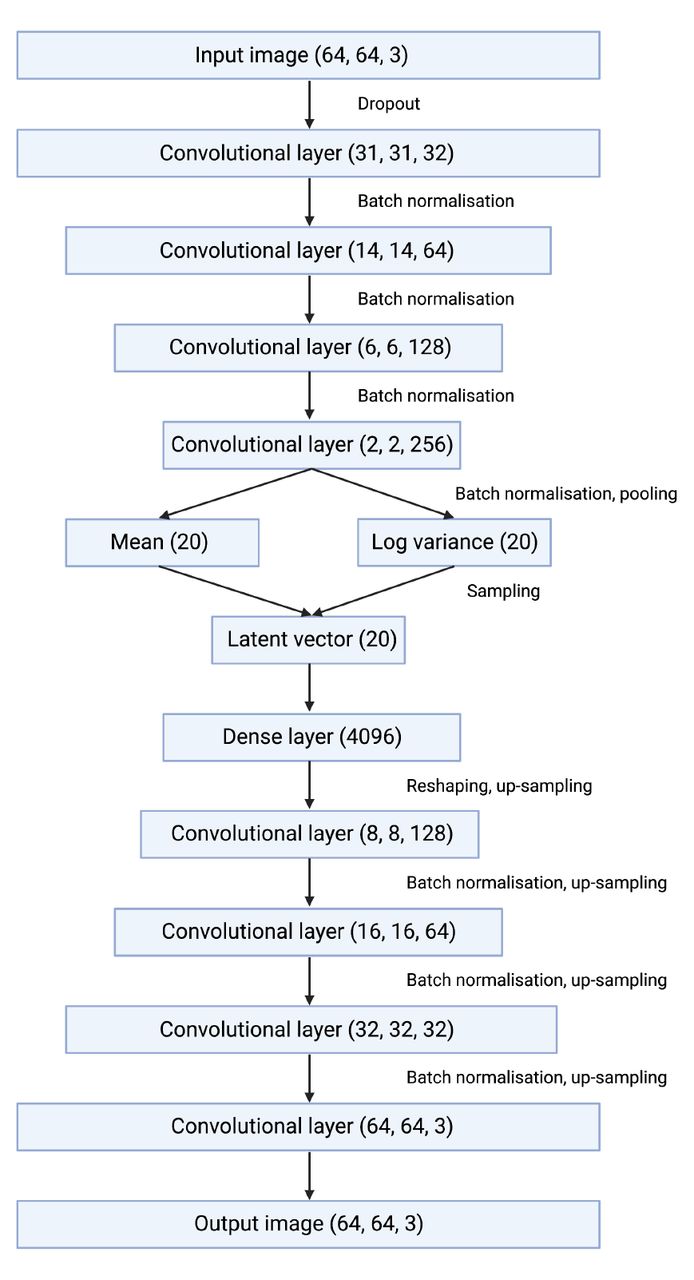 Input image (64, 64, 3)
Dropout
Convolutional layer (31, 31, 32)
Batch normalisation
Convolutional layer (14, 14, 64)
Batch normalisation
Convolutional layer (6, 6, 128)
Batch normalisation
Convolutional layer (2, 2, 256)
Batch normalisation, pooling
Mean (20)
Log variance (20)
Sampling
Latent vector (20)
Dense layer (4096)
Reshaping, up-sampling
Convolutional layer (8, 8, 128)
Batch normalisation, up-sampling
Convolutional layer (16, 16, 64)
Batch normalisation, up-sampling
Convolutional layer (32, 32, 32)
Batch normalisation, up-sampling
Convolutional layer (64, 64, 3)
Output image (64, 64, 3)